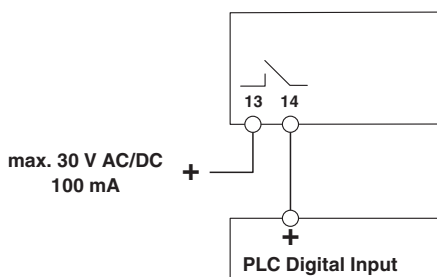 13 14
max. 30 V AC/DC
100 mA
+
+
PLC Digital Input